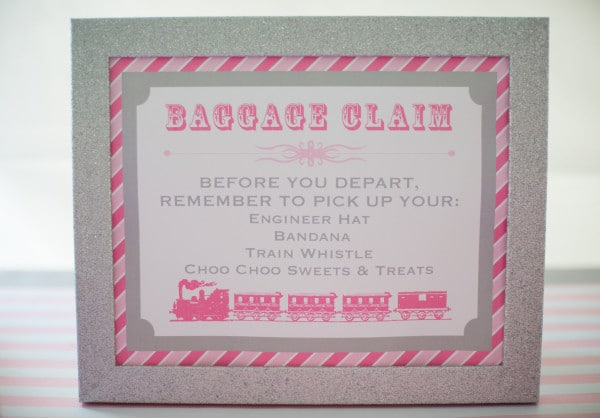 BAGGAGE CLAIM
BEFORE YOU DEPART,
REMEMBER TO PICK UP YOUR:
ENGINEER HAT
BANDANA
TRAIN WHISTLE
CHOO CHOO SWEETS & TREATS